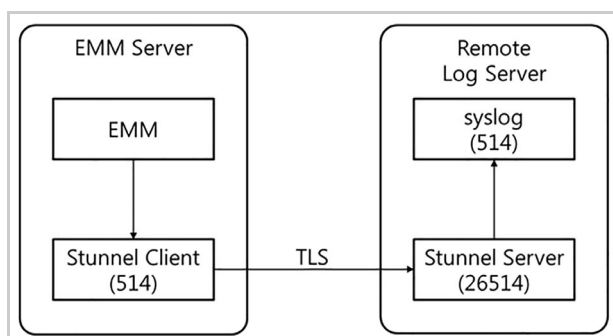 EMM Server
EMM
Stunnel Client
(514)
TLS
Remote
Log Server
syslog
(514)
Stunnel Server
(26514)